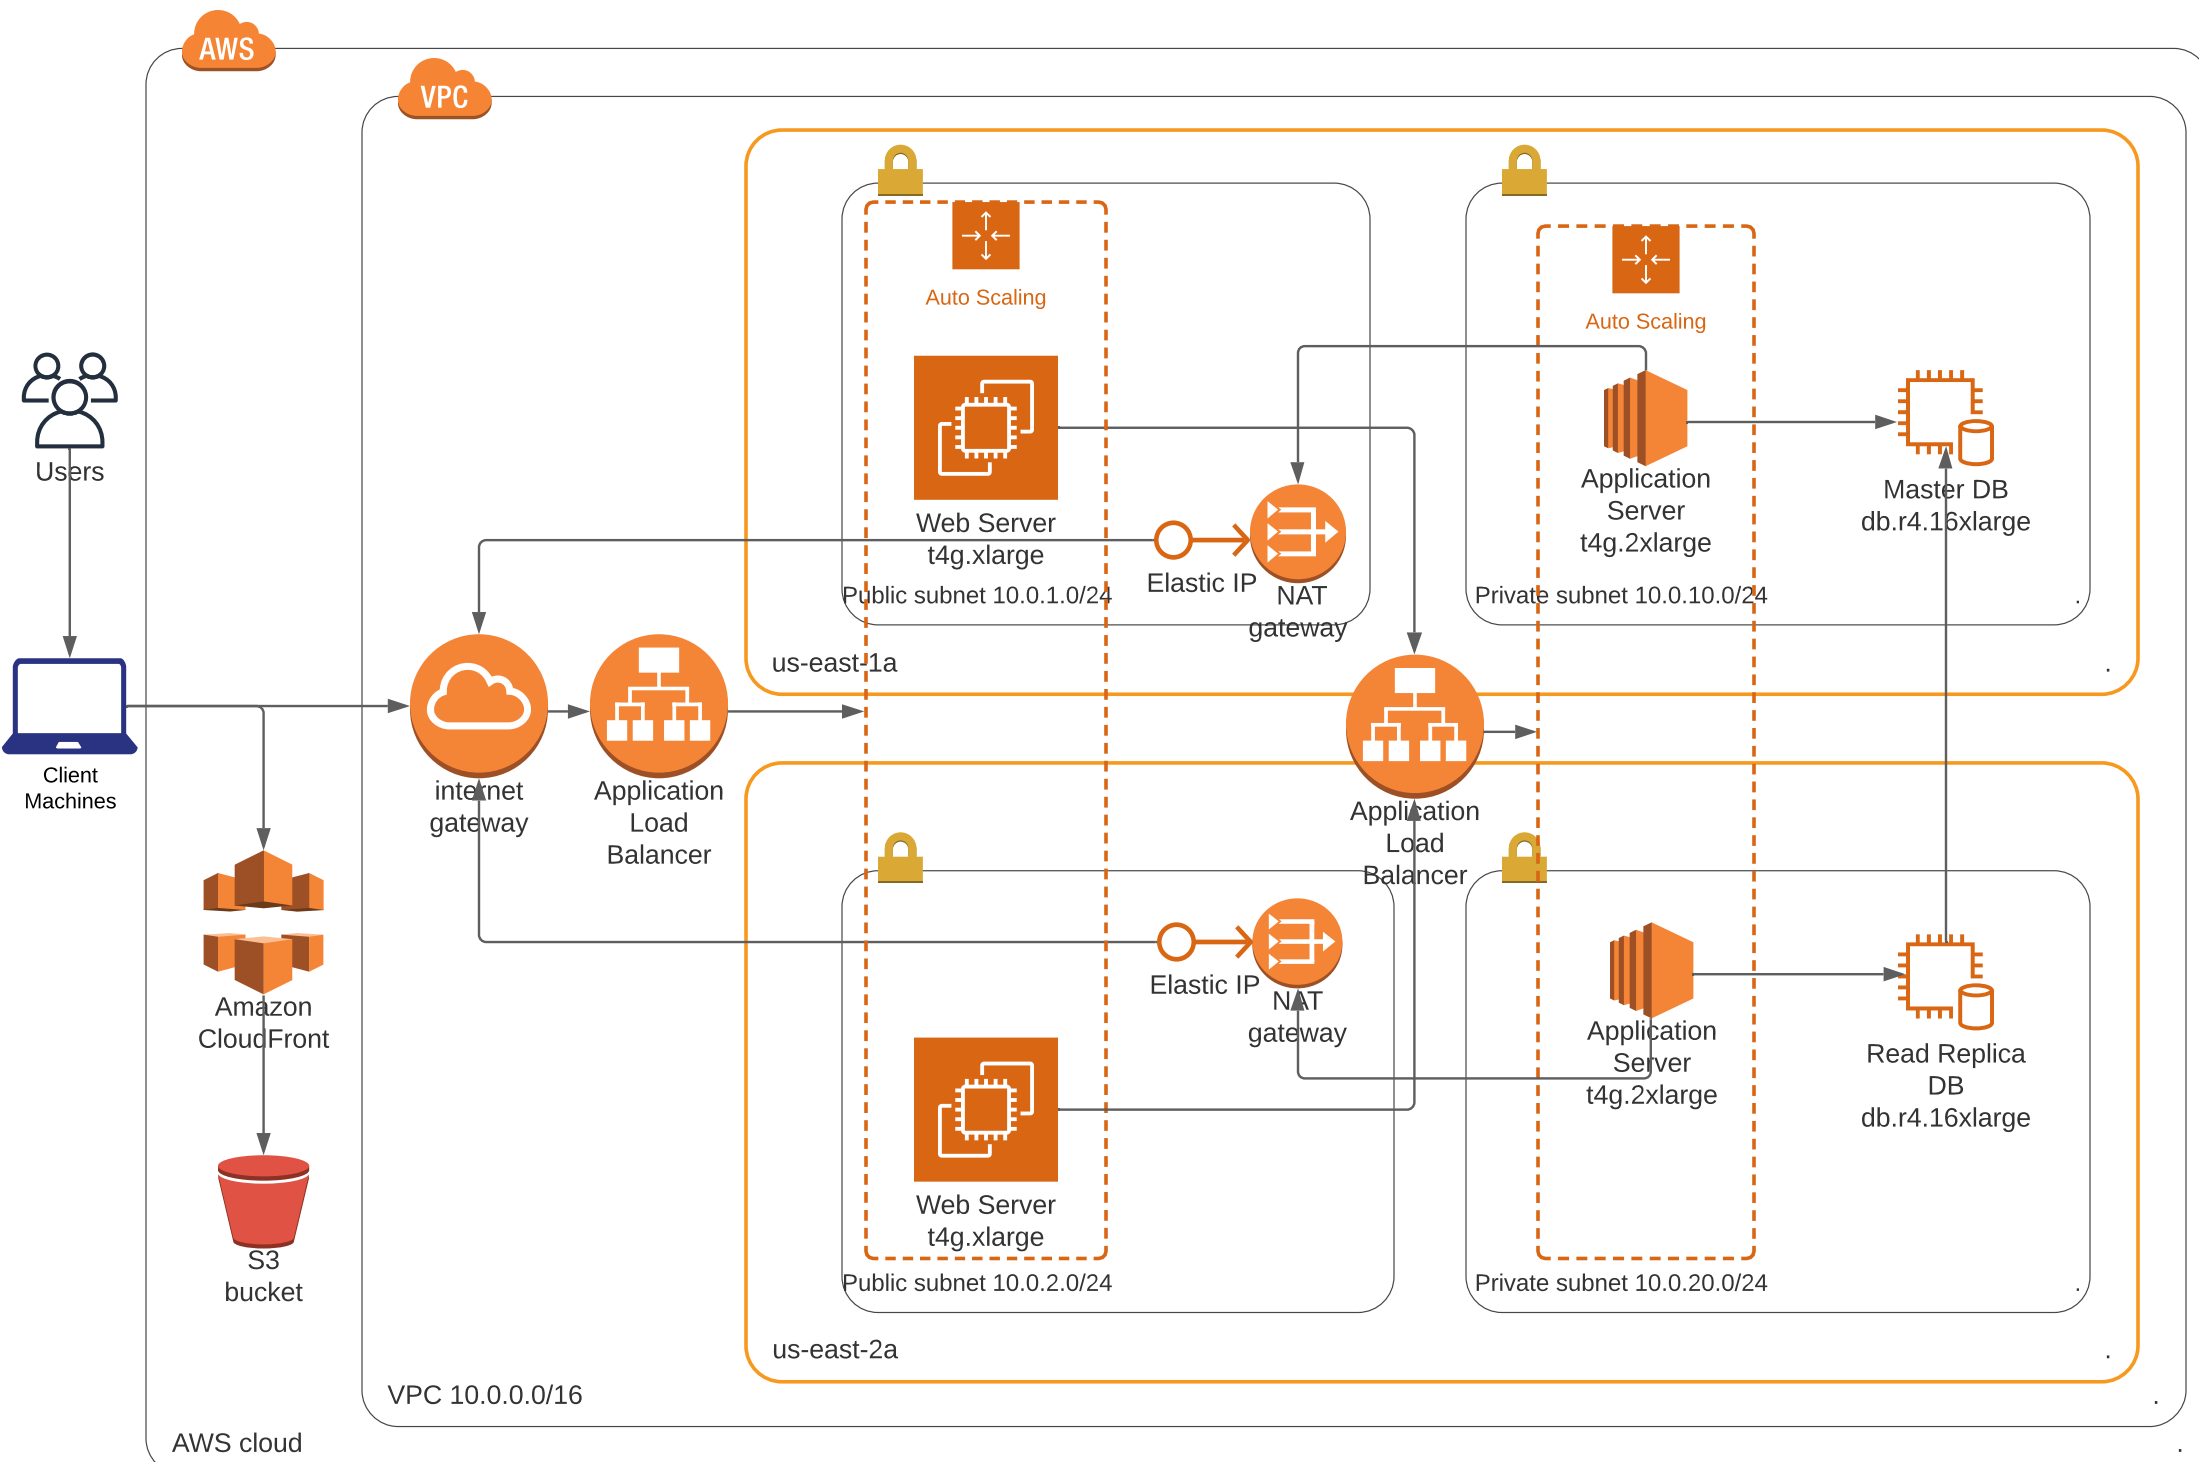 AWS
VPC
Auto Scaling
Auto Scaling
Users
Web Server
t4g.xlarge
Elastic IP
NAT
gateway
Public subnet 10.0.1.0/24
Application
Server
t4g.2xlarge
Master DB
db.r4.16xlarge
Private subnet 10.0.10.0/24
.
us-east-1a
.
Client
Machines
internet
gateway
Application
Load
Balancer
Application
Load
Balancer
Amazon
CloudFront
S3
bucket
Elastic IP
NAT
gateway
Web Server
t4g.xlarge
Public subnet 10.0.2.0/24
Application
Server
t4g.2xlarge
Read Replica
DB
db.r4.16xlarge
Private subnet 10.0.20.0/24
.
us-east-2a
.
VPC 10.0.0.0/16
.
AWS cloud
.